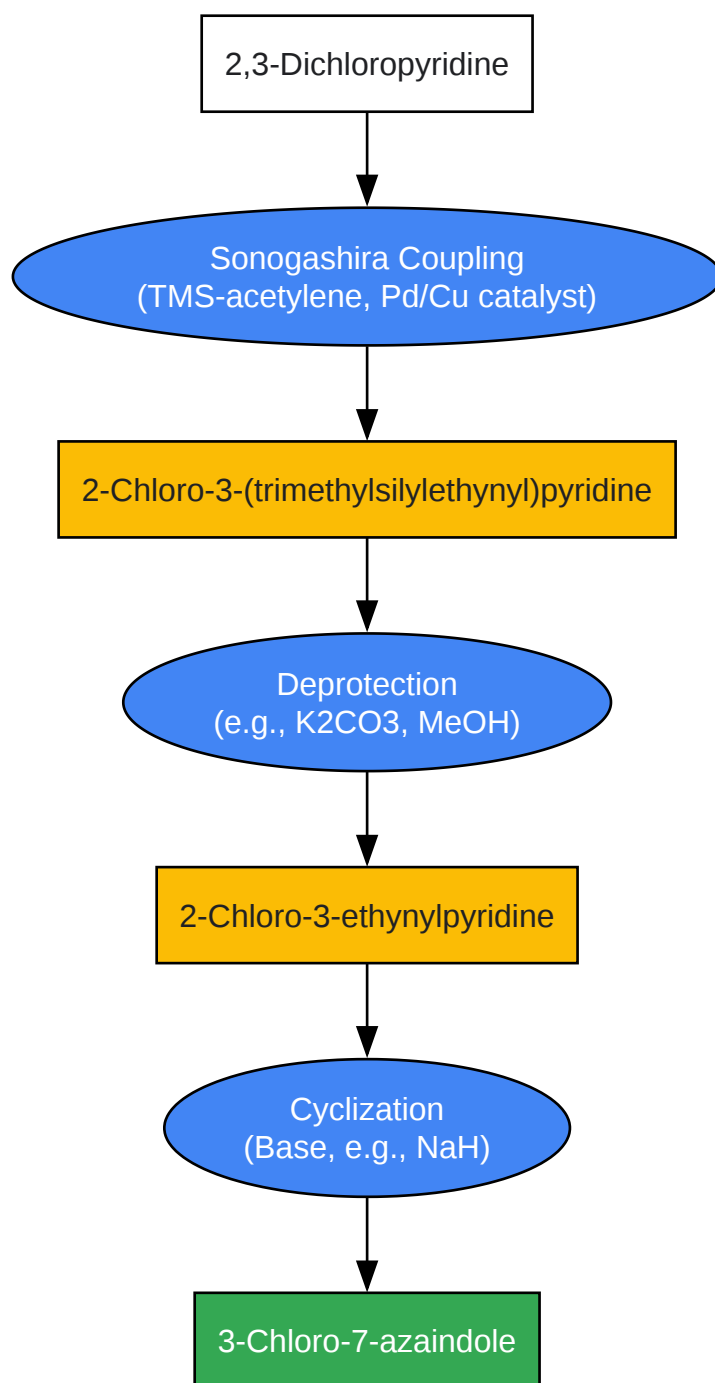 2,3-Dichloropyridine
Sonogashira Coupling
(TMS-acetylene, Pd/Cu catalyst)
2-Chloro-3-(trimethylsilylethynyl)pyridine
Deprotection
(e.g., K2CO3, MeOH)
2-Chloro-3-ethynylpyridine
Cyclization
(Base, e.g., NaH)
3-Chloro-7-azaindole